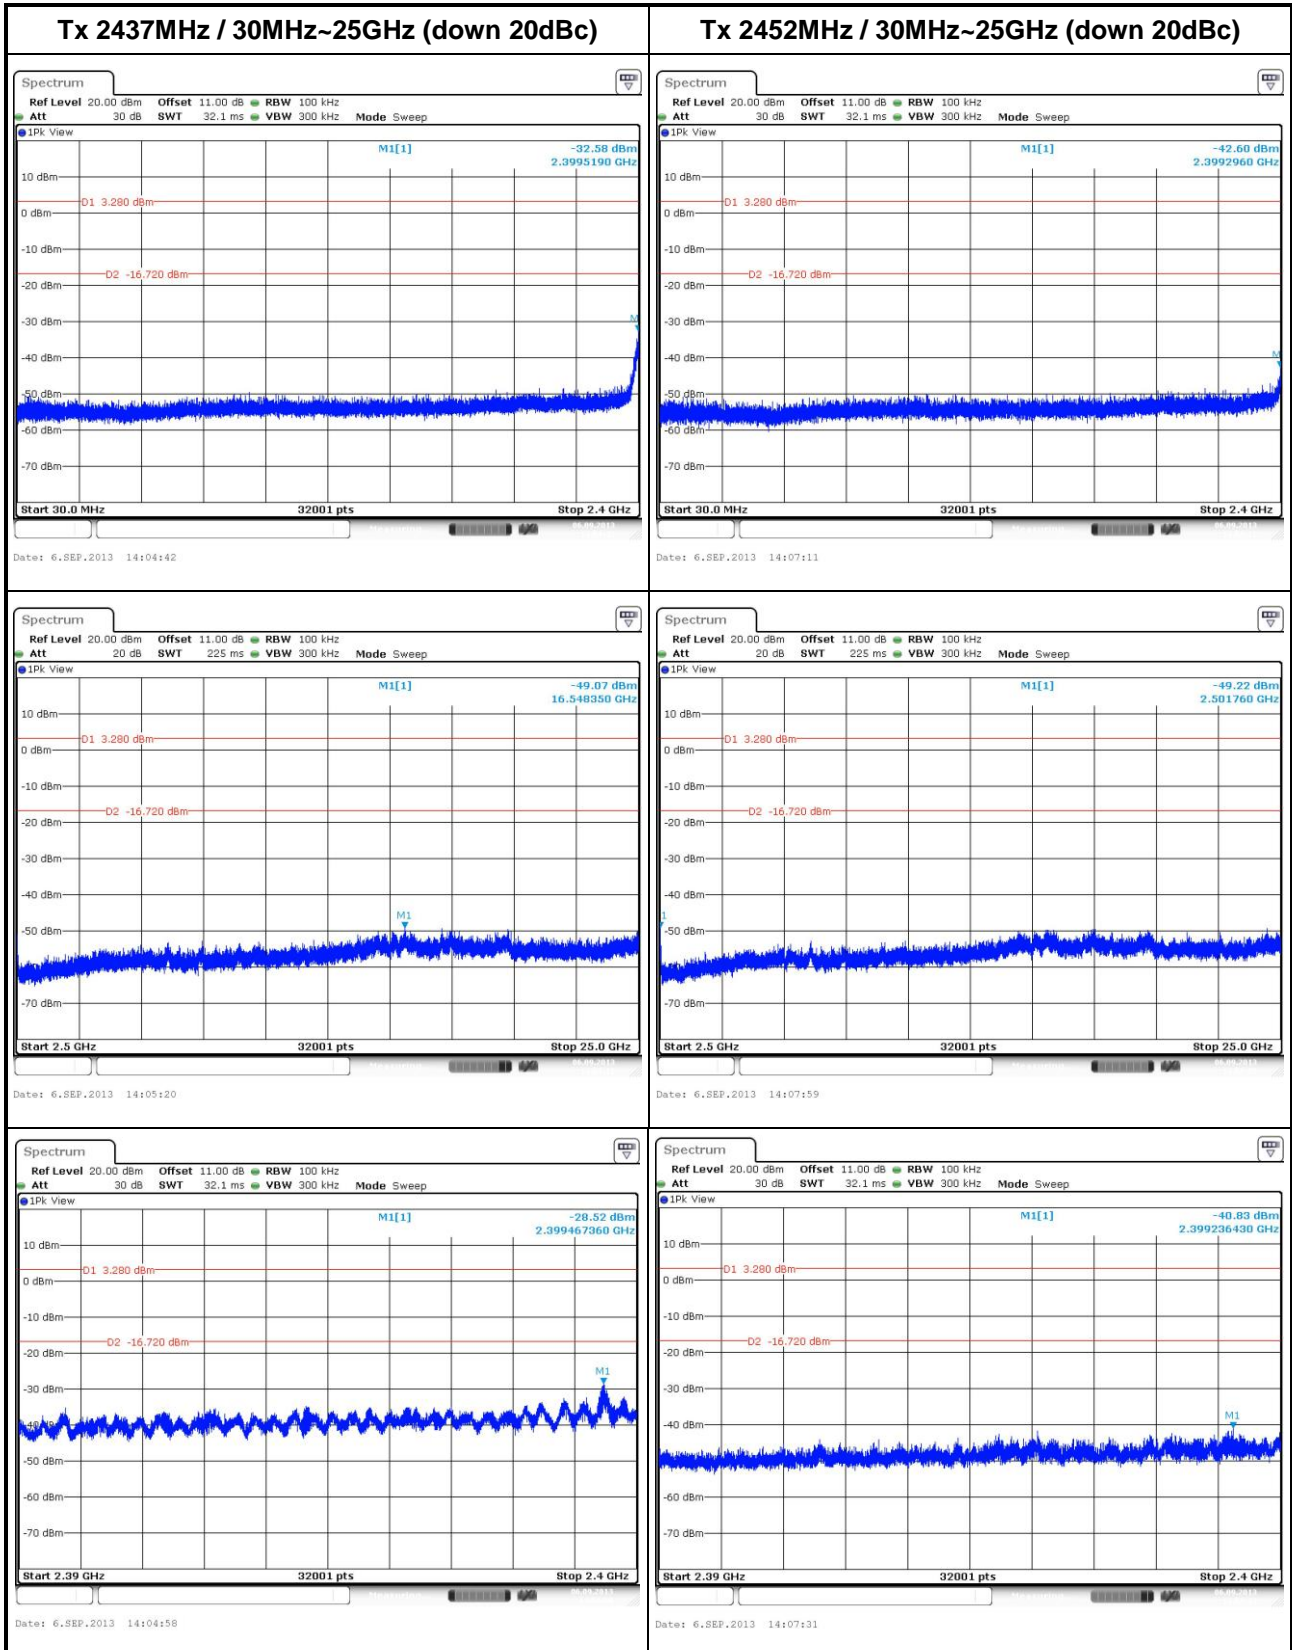 Tx 2437MHz / 30MHz~25GHz (down 20dBc)
Tx 2452MHz / 30MHz~25GHz (down 20dBc)
Spectrum
Ref Level 20.00 dBm Offset 11.00 dB RBW 100 kHz
Att 30 dB SWT 32.1 ms VBW 300 kHz Mode Sweep
1Pk View
M1[1] -32.58 dBm
2.3995190 GHz
10 dBm
D1 3.280 dBm
0 dBm
-10 dBm
D2 -16.720 dBm
-20 dBm
-30 dBm
M
-40 dBm
-50 dBm
-60 dBm
-70 dBm
Start 30.0 MHz 32001 pts Stop 2.4 GHz
Date: 6.SEP.2013 14:04:42
Spectrum
Ref Level 20.00 dBm Offset 11.00 dB RBW 100 kHz
Att 30 dB SWT 32.1 ms VBW 300 kHz Mode Sweep
1Pk View
M1[1] -42.60 dBm
2.3992960 GHz
10 dBm
D1 3.280 dBm
0 dBm
-10 dBm
D2 -16.720 dBm
-20 dBm
-30 dBm
M
-40 dBm
-50 dBm
-60 dBm
-70 dBm
Start 30.0 MHz 32001 pts Stop 2.4 GHz
Date: 6.SEP.2013 14:07:11
Spectrum
Ref Level 20.00 dBm Offset 11.00 dB RBW 100 kHz
Att 20 dB SWT 225 ms VBW 300 kHz Mode Sweep
1Pk View
M1[1] -49.07 dBm
16.548350 GHz
10 dBm
D1 3.280 dBm
0 dBm
-10 dBm
D2 -16.720 dBm
-20 dBm
-30 dBm
-40 dBm
M1
-50 dBm
-70 dBm
Start 2.5 GHz 32001 pts Stop 25.0 GHz
Date: 6.SEP.2013 14:05:20
Spectrum
Ref Level 20.00 dBm Offset 11.00 dB RBW 100 kHz
Att 20 dB SWT 225 ms VBW 300 kHz Mode Sweep
1Pk View
M1[1] -49.22 dBm
2.501760 GHz
10 dBm
D1 3.280 dBm
0 dBm
-10 dBm
D2 -16.720 dBm
-20 dBm
-30 dBm
-40 dBm
1
-50 dBm
-70 dBm
Start 2.5 GHz 32001 pts Stop 25.0 GHz
Date: 6.SEP.2013 14:07:59
Spectrum
Ref Level 20.00 dBm Offset 11.00 dB RBW 100 kHz
Att 30 dB SWT 32.1 ms VBW 300 kHz Mode Sweep
1Pk View
M1[1] -28.52 dBm
2.399467360 GHz
10 dBm
D1 3.280 dBm
0 dBm
-10 dBm
D2 -16.720 dBm
-20 dBm
M1
-30 dBm
-50 dBm
-60 dBm
-70 dBm
Start 2.39 GHz 32001 pts Stop 2.4 GHz
Date: 6.SEP.2013 14:04:58
Spectrum
Ref Level 20.00 dBm Offset 11.00 dB RBW 100 kHz
Att 30 dB SWT 32.1 ms VBW 300 kHz Mode Sweep
1Pk View
M1[1] -40.83 dBm
2.399236430 GHz
10 dBm
D1 3.280 dBm
0 dBm
-10 dBm
D2 -16.720 dBm
-20 dBm
-30 dBm
M1
-40 dBm
-50 dBm
-60 dBm
-70 dBm
Start 2.39 GHz 32001 pts Stop 2.4 GHz
Date: 6.SEP.2013 14:07:31